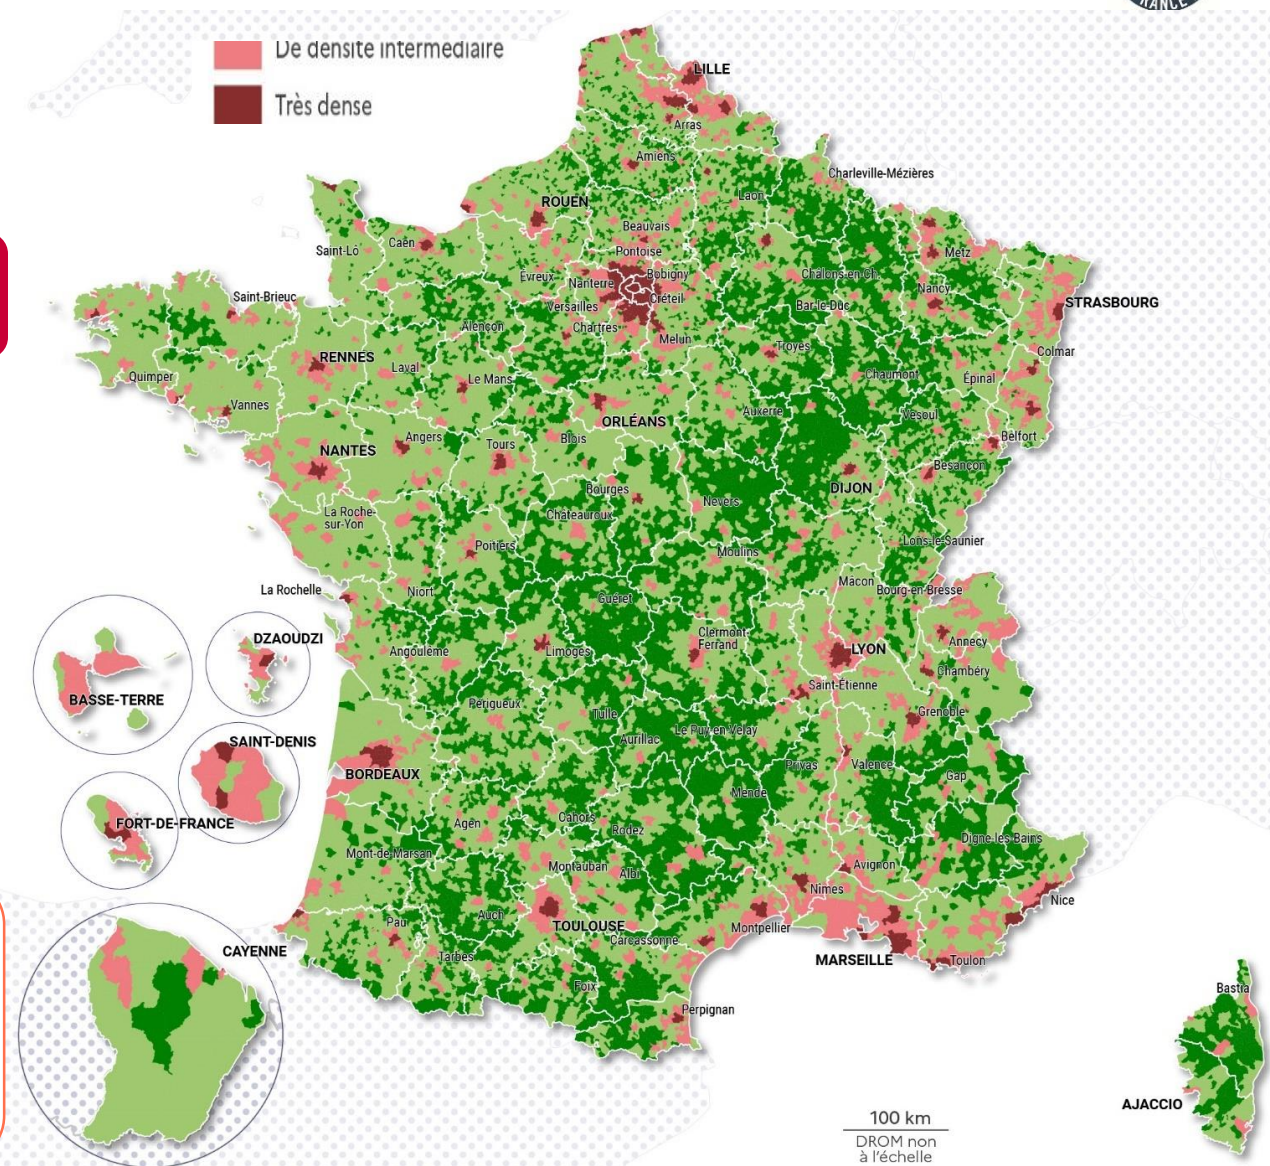 RANCE
De densité intermédiaire
Très dense
LILLE
Arras
Amiens
Charleville-Mézières
Laon
ROUEN
Beauvais
Saint-Lô
Caen
Pontoise
Metz
Évreux
Nanterre
Bobigny
Châlons-en-Ch.
Nancy
Saint-Brieuc
Versailles
Créteil
Bar-le-Duc
STRASBOURG
Alençon
Chartres
Melun
Troyes
Colmar
RENNES
Laval
Quimper
Le Mans
Chaumont
Épinal
Vannes
ORLÉANS
Auxerre
Vesoul
NANTES
Angers
Tours
Blois
Belfort
Besançon
Bourges
Nevers
DIJON
La Roche-
sur-Yon
Châteauroux
Poitiers
Moulins
Lons-le-Saunier
La Rochelle
Niort
Guéret
Mâcon
Bourg-en-Bresse
DZAOUDZI
Angoulême
Limoges
Clermont-
Ferrand
LYON
Annecy
Chambéry
BASSE-TERRE
Saint-Étienne
Périgueux
Tulle
Grenoble
SAINT-DENIS
Aurillac
Le Puy-en-Velay
BORDEAUX
Privas
Valence
Gap
Mende
FORT-DE-FRANCE
Agen
Cahors
Rodez
Digne-les-Bains
Mont-de-Marsan
Montauban
Albi
Avignon
Nîmes
Nice
Pau
Auch
TOULOUSE
Montpellier
CAYENNE
Tarbes
Carcassonne
MARSEILLE
Toulon
Foix
Bastia
Perpignan
AJACCIO
100 km
DROM non
à l'échelle